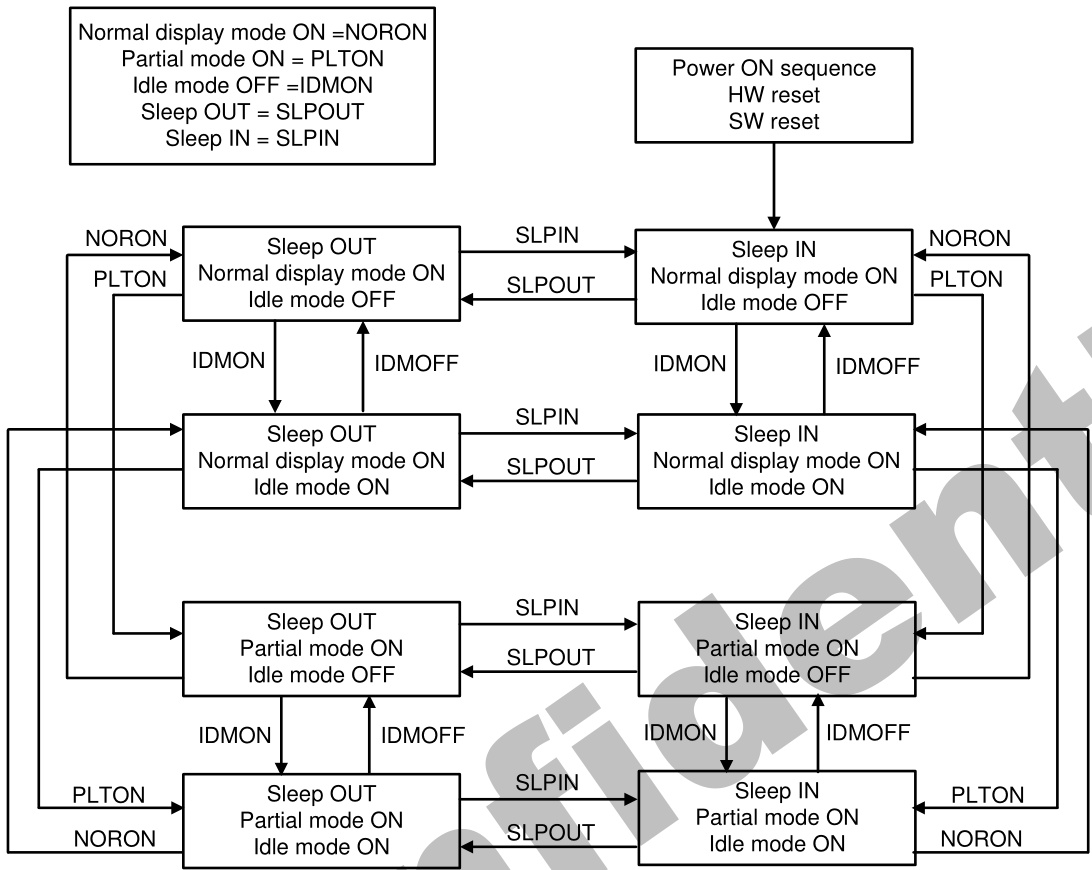 Normal display mode ON =NORON
Partial mode ON = PLTON
Idle mode OFF =IDMON
Sleep OUT = SLPOUT
Sleep IN = SLPIN
Power ON sequence
HW reset
SW reset
NORON
PLTON
Sleep OUT
Normal display mode ON
Idle mode OFF
SLPIN
SLPOUT
Sleep IN
Normal display mode ON
Idle mode OFF
NORON
PLTON
IDMON
IDMOFF
IDMON
IDMOFF
Sleep OUT
Normal display mode ON
Idle mode ON
SLPIN
SLPOUT
Sleep IN
Normal display mode ON
Idle mode ON
Sleep OUT
Partial mode ON
Idle mode OFF
SLPIN
SLPOUT
Sleep IN
Partial mode ON
Idle mode OFF
IDMON
IDMOFF
IDMON
IDMOFF
PLTON
NORON
Sleep OUT
Partial mode ON
Idle mode ON
SLPIN
SLPOUT
Sleep IN
Partial mode ON
Idle mode ON
PLTON
NORON